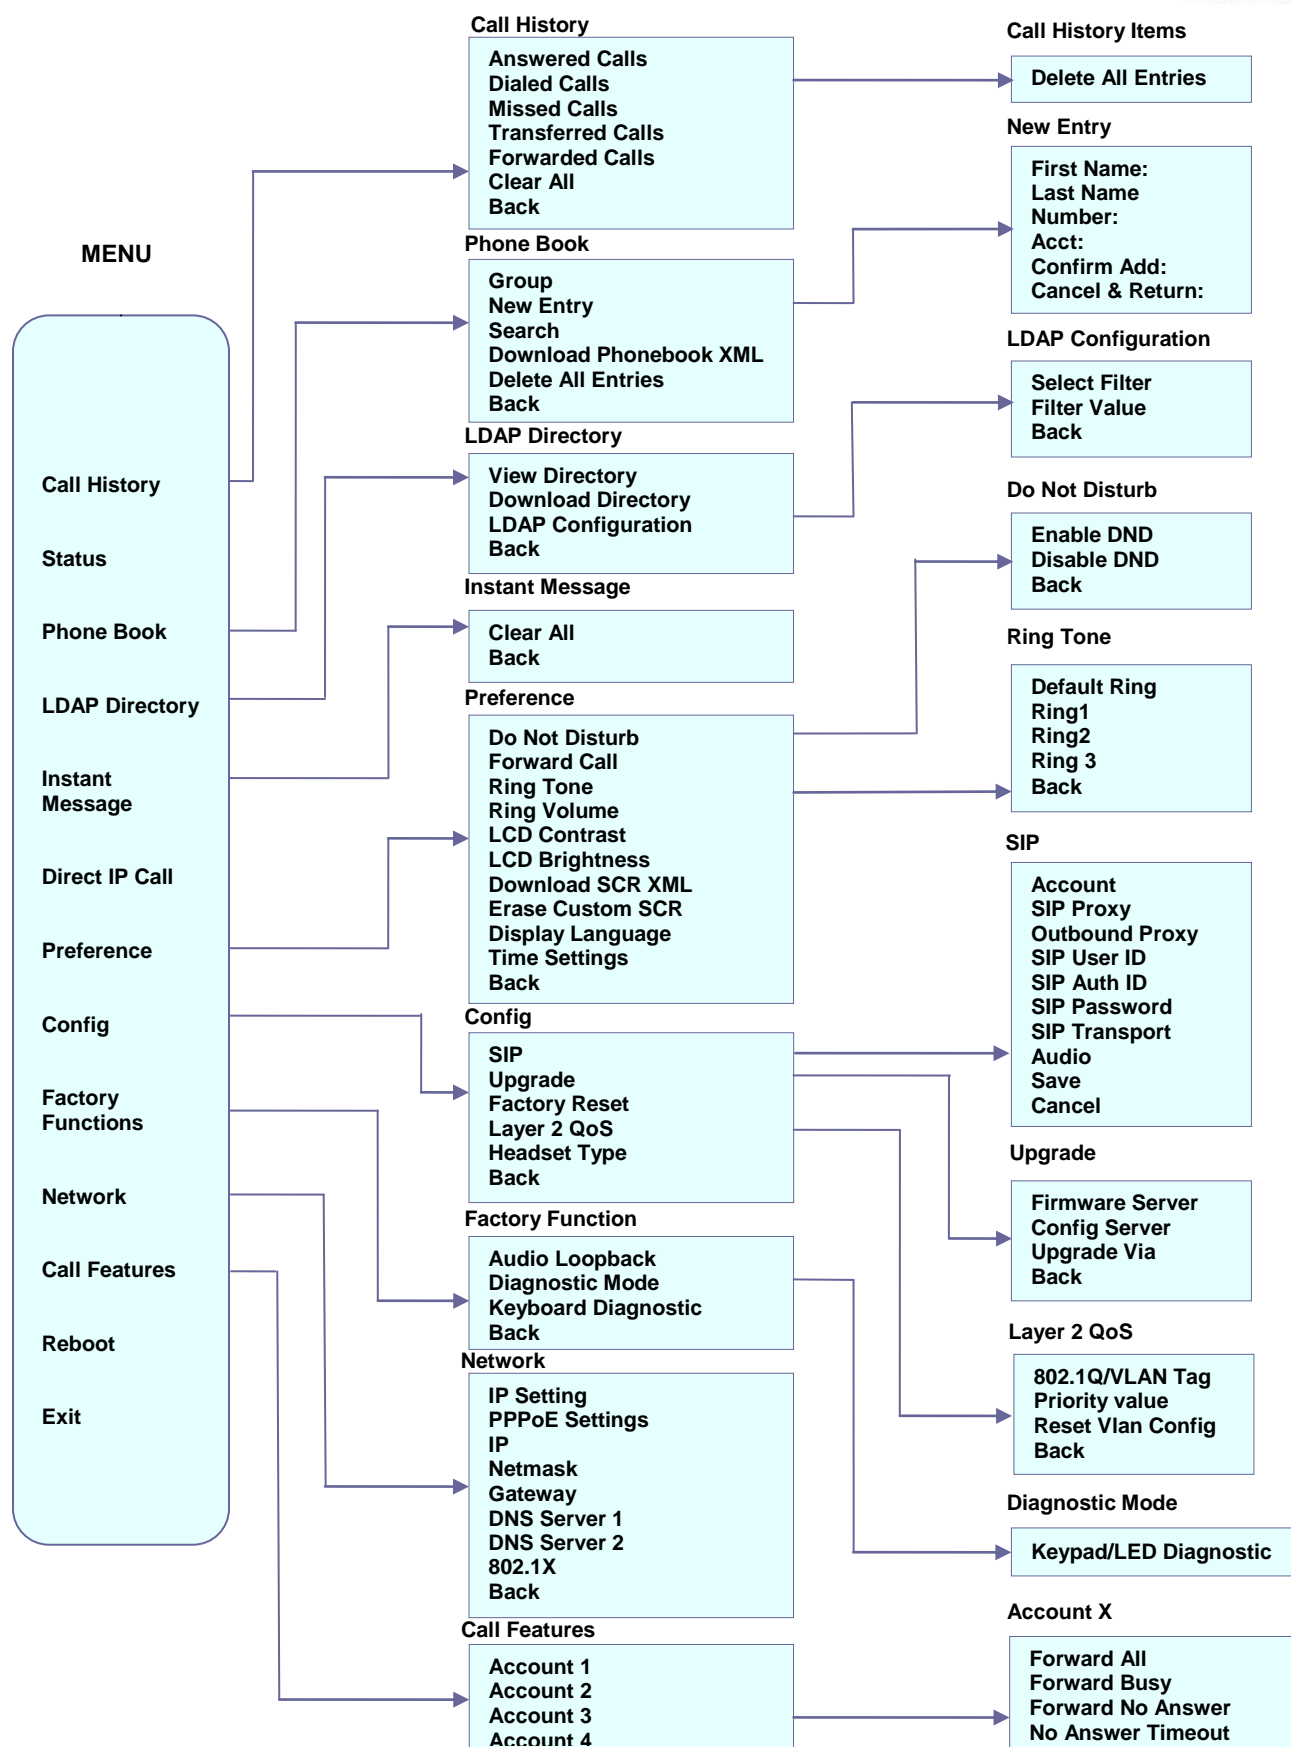 MENU
Call History
Status
Phone Book
LDAP Directory
Instant
Message
Direct IP Call
Preference
Config
Factory
Functions
Network
Call Features
Reboot
Exit
Call History
Answered Calls
Dialed Calls
Missed Calls
Transferred Calls
Forwarded Calls
Clear All
Back
Phone Book
Group
New Entry
Search
Download Phonebook XML
Delete All Entries
Back
LDAP Directory
View Directory
Download Directory
LDAP Configuration
Back
Instant Message
Clear All
Back
Preference
Do Not Disturb
Forward Call
Ring Tone
Ring Volume
LCD Contrast
LCD Brightness
Download SCR XML
Erase Custom SCR
Display Language
Time Settings
Back
Config
SIP
Upgrade
Factory Reset
Layer 2 QoS
Headset Type
Back
Factory Function
Audio Loopback
Diagnostic Mode
Keyboard Diagnostic
Back
Network
IP Setting
PPPoE Settings
IP
Netmask
Gateway
DNS Server 1
DNS Server 2
802.1X
Back
Call Features
Account 1
Account 2
Account 3
Account 4
Call History Items
Delete All Entries
New Entry
First Name:
Last Name
Number:
Acct:
Confirm Add:
Cancel & Return:
LDAP Configuration
Select Filter
Filter Value
Back
Do Not Disturb
Enable DND
Disable DND
Back
Ring Tone
Default Ring
Ring1
Ring2
Ring 3
Back
SIP
Account
SIP Proxy
Outbound Proxy
SIP User ID
SIP Auth ID
SIP Password
SIP Transport
Audio
Save
Cancel
Upgrade
Firmware Server
Config Server
Upgrade Via
Back
Layer 2 QoS
802.1Q/VLAN Tag
Priority value
Reset Vlan Config
Back
Diagnostic Mode
Keypad/LED Diagnostic
Account X
Forward All
Forward Busy
Forward No Answer
No Answer Timeout